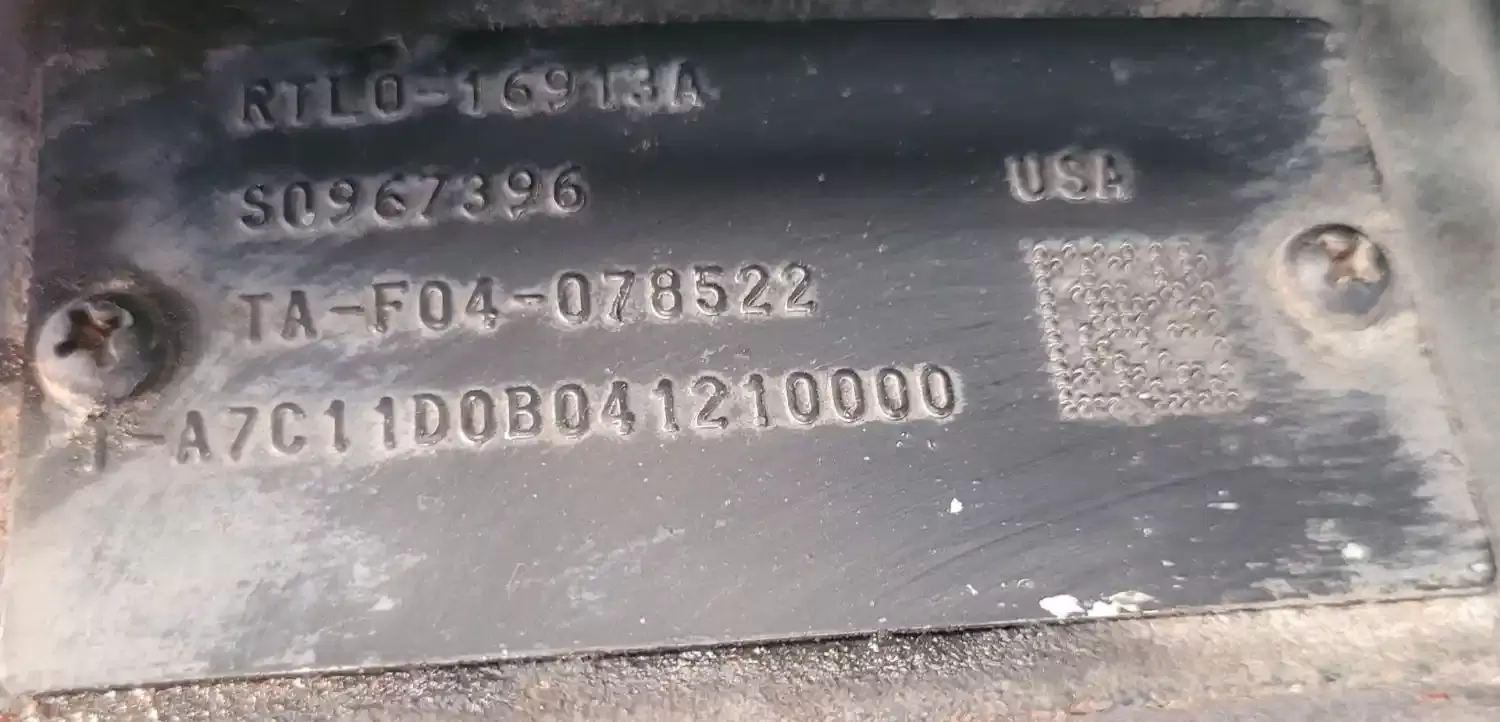 RTLO-16913A
S0967396
USA
TA-F04-078522
T-A7C11D0B041210000